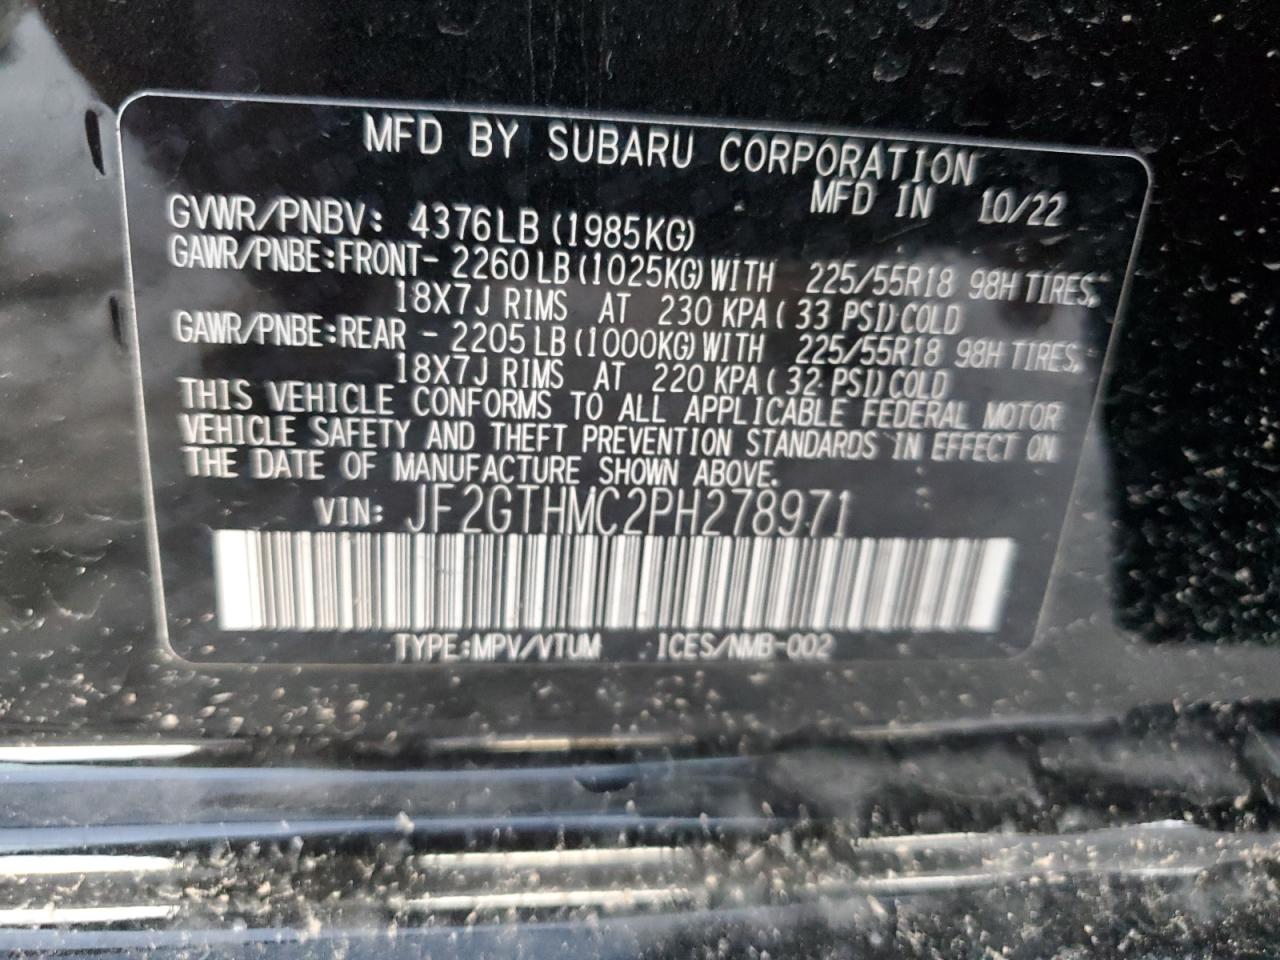 MFD BY SUBARU CORPORATION
MFD IN 10/22
GVWR/PNBV: 4376LB (1985KG)
GAWR/PNBE:FRONT- 2260LB(1025KG)WITH 225/55R18 98H TIRES,
18X7J RIMS AT 230 KPA( 33 PSI)COLD
GAWR/PNBE:REAR - 2205LB(1000KG)WITH 225/55R18 98H TIRES,
18X7J RIMS AT 220 KPA( 32 PSI)COLD
THIS VEHICLE CONFORMS TO ALL APPLICABLE FEDERAL MOTOR
VEHICLE SAFETY AND THEFT PREVENTION STANDARDS IN EFFECT ON
THE DATE OF MANUFACTURE SHOWN ABOVE.
VIN: JF2GTHMC2PH278971
TYPE:MPV/VTUM ICES/NMB-002